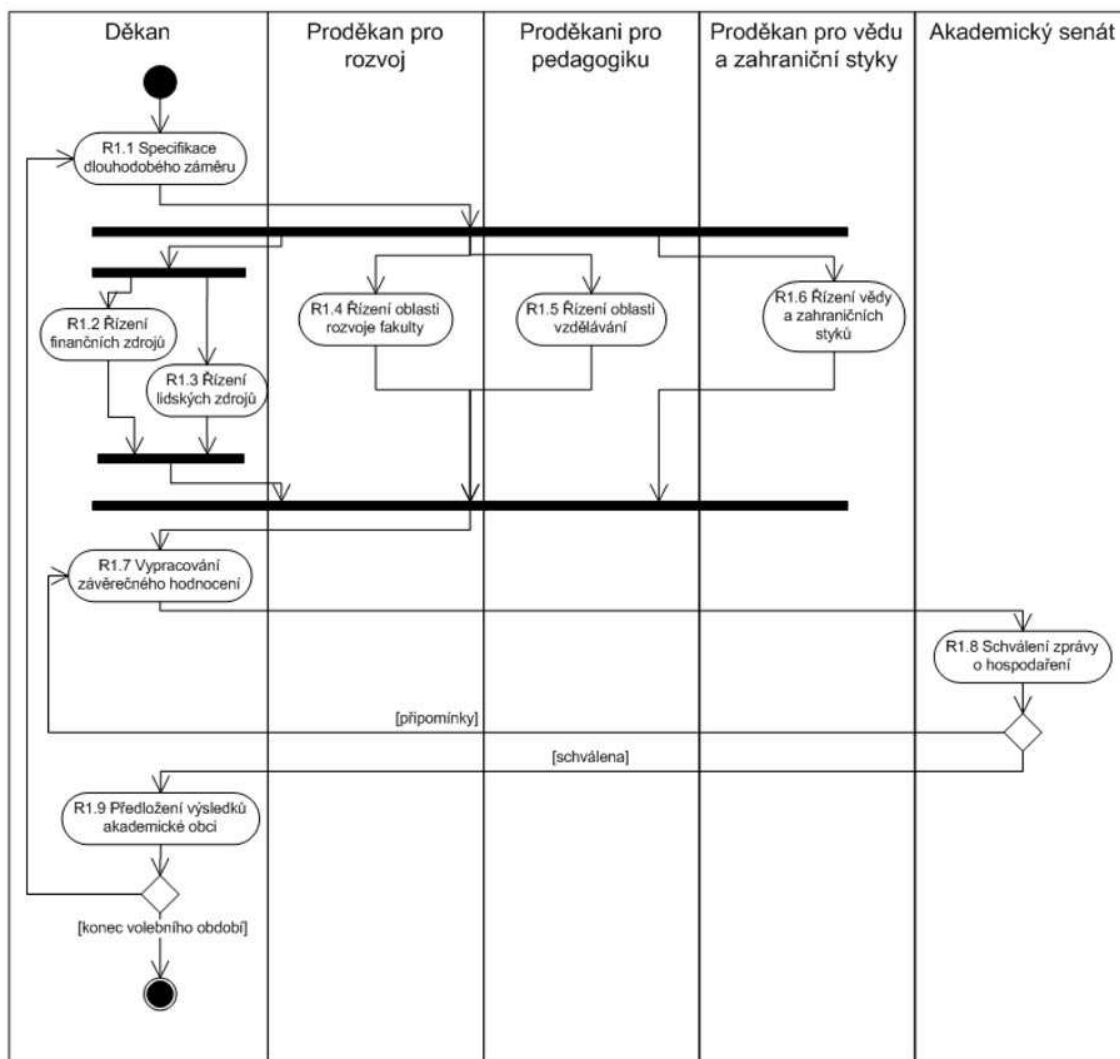 Děkan
Proděkan pro
rozvoj
Proděkani pro
pedagogiku
Proděkan pro vědu
a zahraniční styky
Akademický senát
R1.1 Specifikace
dlouhodobého záměru
R1.2 Řízení
finančních zdrojů
R1.3 Řízení
lidských zdrojů
R1.4 Řízení oblasti
rozvoje fakulty
R1.5 Řízení oblasti
vzdělávání
R1.6 Řízení vědy
a zahraničních
styků
R1.7 Vypracování
závěrečného hodnocení
R1.8 Schválení zprávy
o hospodaření
[připomínky]
[schválena]
R1.9 Předložení výsledků
akademické obci
[konec volebního období]